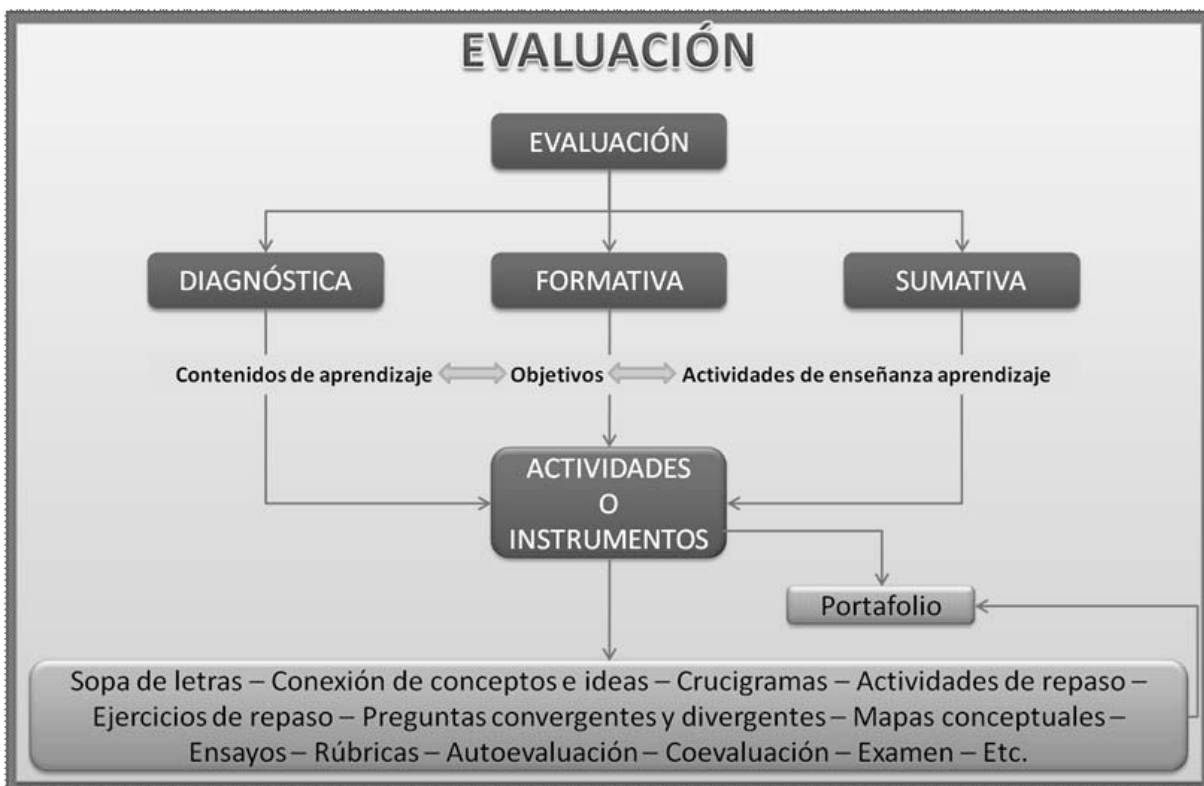 EVALUACIÓN
EVALUACIÓN
DIAGNÓSTICA
FORMATIVA
SUMATIVA
Contenidos de aprendizaje
Objetivos
Actividades de enseñanza aprendizaje
ACTIVIDADES
O
INSTRUMENTOS
Portafolio
Sopa de letras – Conexión de conceptos e ideas – Crucigramas – Actividades de repaso –
Ejercicios de repaso – Preguntas convergentes y divergentes – Mapas conceptuales –
Ensayos – Rúbricas – Autoevaluación – Coevaluación – Examen – Etc.